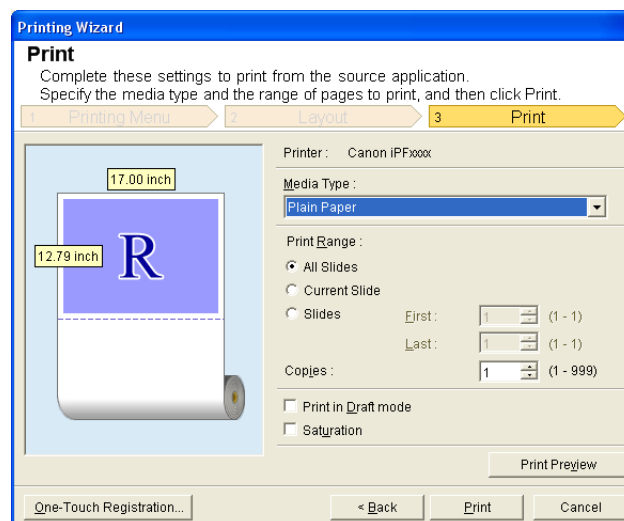 Printing Wizard
Print
Complete these settings to print from the source application.
Specify the media type and the range of pages to print, and then click Print.
1 Printing Menu 2 Layout 3 Print
Printer : Canon iPFxxxx
17.00 inch
Media Type :
Plain Paper
12.79 inch
R
Print Range :
All Slides
Current Slide
Slides First : 1 (1 - 1)
Last : 1 (1 - 1)
Copies : 1 (1 - 999)
Print in Draft mode
Saturation
Print Preview
One-Touch Registration... < Back Print Cancel